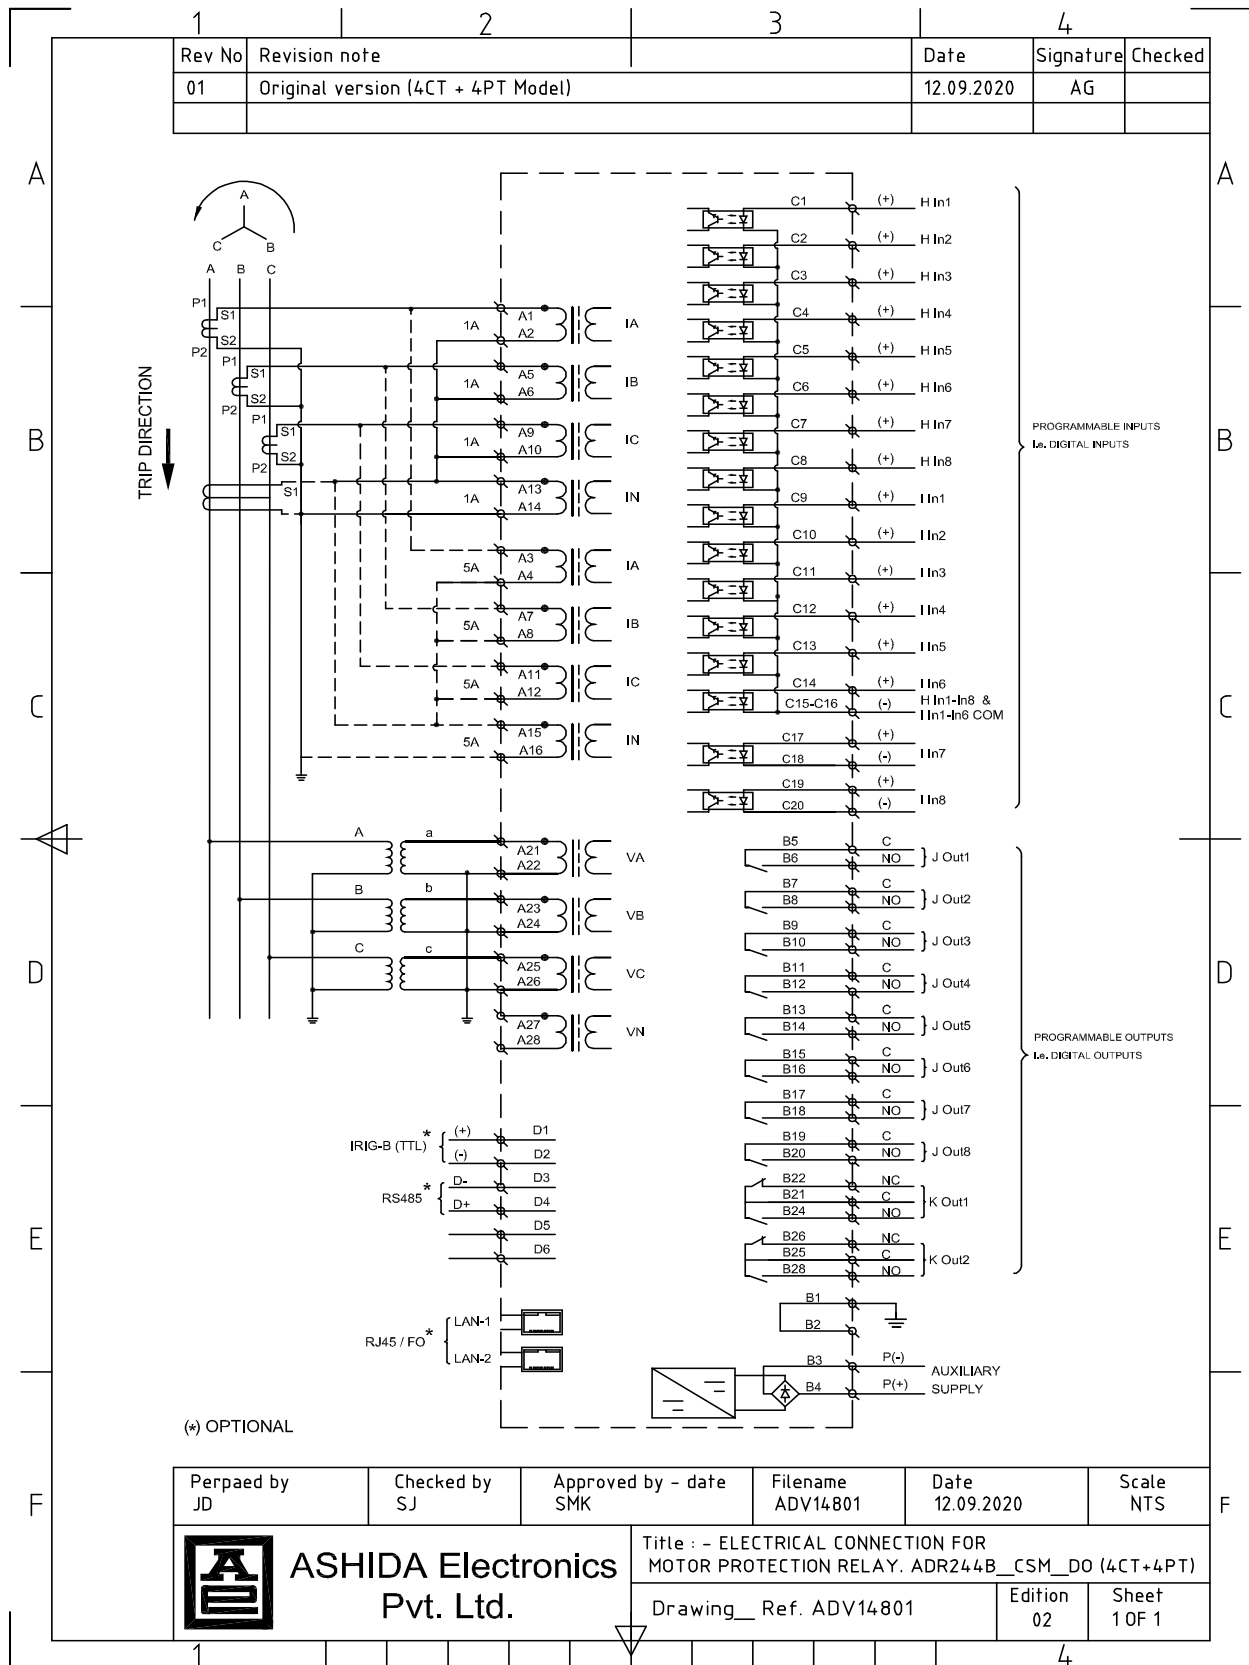 1 2 3 4
Rev No Revision note Date Signature Checked
01 Original version (4CT + 4PT Model) 12.09.2020 AG
A A
B B
C C
D D
E E
F F
A
C B
A B C
P1 S1
S2
P2
P1 S1
S2
P2
P1 S1
S2
P2
S1
TRIP DIRECTION
1A A1 IA
A2
1A A5 IB
A6
1A A9 IC
A10
1A A13 IN
A14
5A A3 IA
A4
5A A7 IB
A8
5A A11 IC
A12
5A A15 IN
A16
A a A21 VA
A22
B b A23 VB
A24
C c A25 VC
A26
A27 VN
A28
IRIG-B (TTL)* (+) D1
(-) D2
RS485* D- D3
D+ D4
D5
D6
RJ45 / FO* LAN-1
LAN-2
(*) OPTIONAL
C1 (+) H In1
C2 (+) H In2
C3 (+) H In3
C4 (+) H In4
C5 (+) H In5
C6 (+) H In6
C7 (+) H In7
C8 (+) H In8
C9 (+) I In1
C10 (+) I In2
C11 (+) I In3
C12 (+) I In4
C13 (+) I In5
C14 (+) I In6
C15-C16 (-) H In1-In8 &
I In1-In6 COM
C17 (+) I In7
C18 (-)
C19 (+) I In8
C20 (-)
PROGRAMMABLE INPUTS
I.e. DIGITAL INPUTS
B5 C J Out1
B6 NO
B7 C J Out2
B8 NO
B9 C J Out3
B10 NO
B11 C J Out4
B12 NO
B13 C J Out5
B14 NO
B15 C J Out6
B16 NO
B17 C J Out7
B18 NO
B19 C J Out8
B20 NO
B22 NC
B21 C K Out1
B24 NO
B26 NC
B25 C K Out2
B28 NO
PROGRAMMABLE OUTPUTS
I.e. DIGITAL OUTPUTS
B1
B2
B3 P(-) AUXILIARY
B4 P(+) SUPPLY
Perpaed by Checked by Approved by - date Filename Date Scale
JD SJ SMK ADV14801 12.09.2020 NTS
ASHIDA Electronics
Pvt. Ltd.
Title : - ELECTRICAL CONNECTION FOR
MOTOR PROTECTION RELAY. ADR244B__CSM__DO (4CT+4PT)
Drawing__ Ref. ADV14801 Edition Sheet
02 1 OF 1
1 4